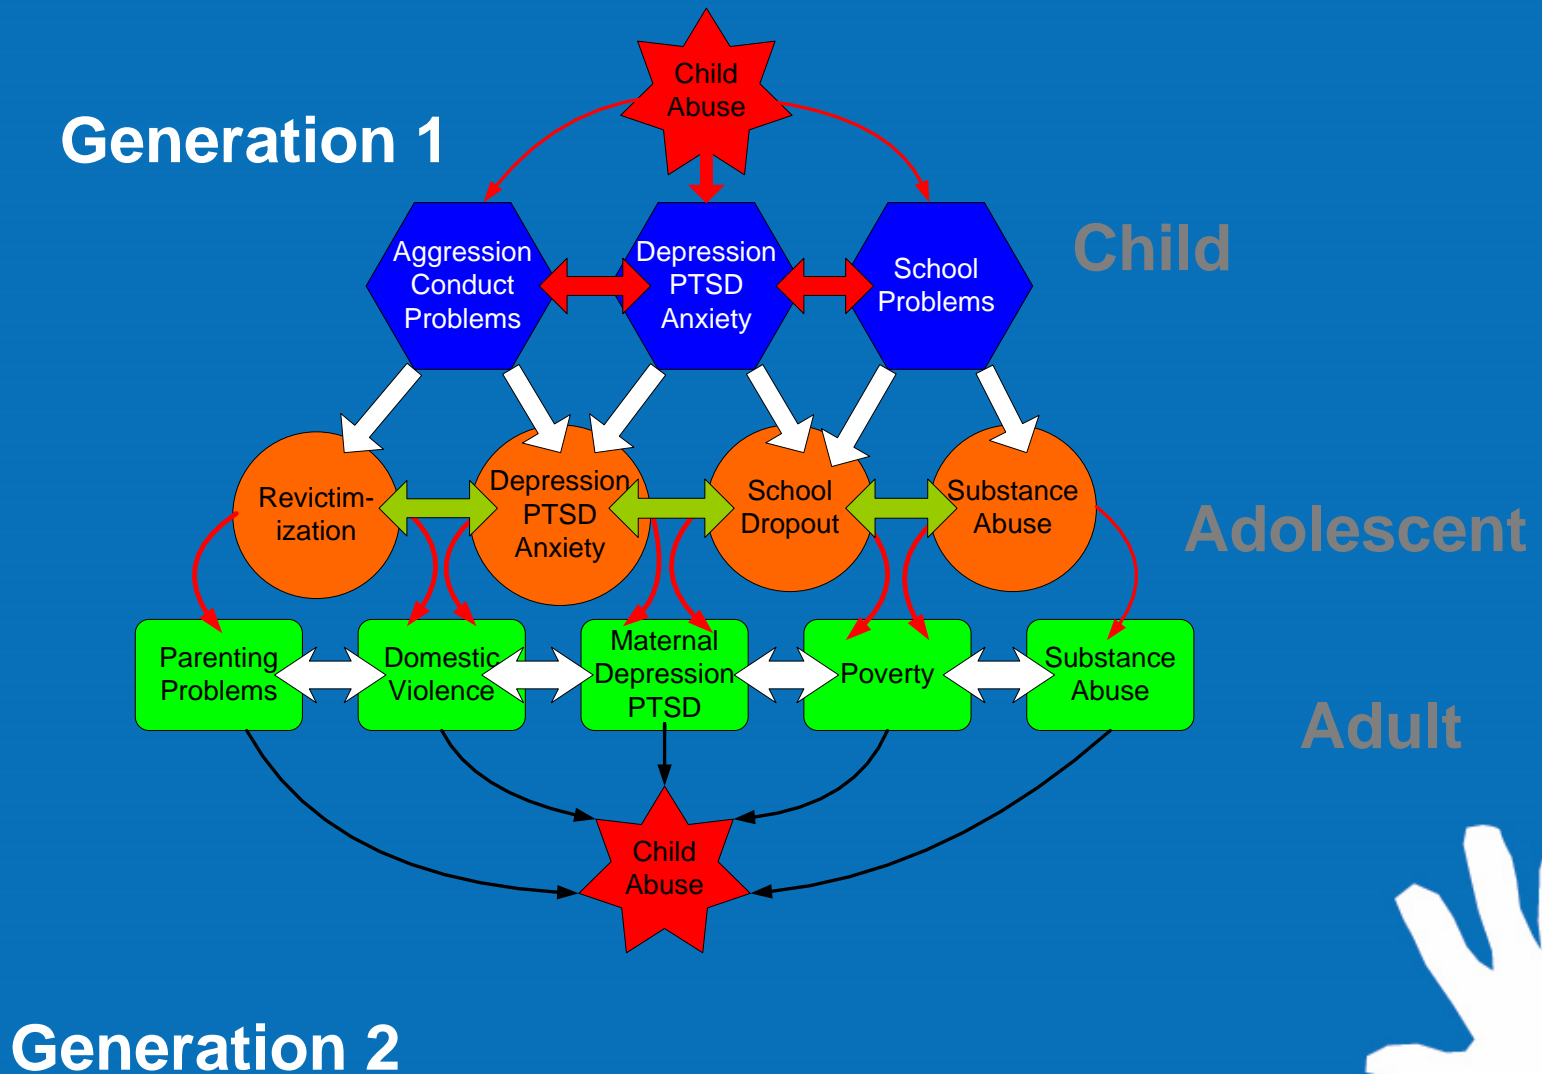 Child
Abuse
Generation 1
Aggression
Conduct
Problems
Depression
PTSD
Anxiety
School
Problems
Child
Revictim-
ization
Depression
PTSD
Anxiety
School
Dropout
Substance
Abuse
Adolescent
Parenting
Problems
Domestic
Violence
Maternal
Depression
PTSD
Poverty
Substance
Abuse
Adult
Child
Abuse
Generation 2